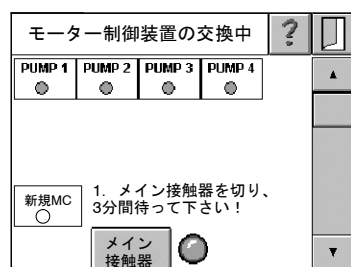 モーター制御装置の交換中
?
PUMP 1 PUMP 2 PUMP 3 PUMP 4
1. メイン接触器を切り、
3分間待って下さい!
新規MC
メイン
接触器